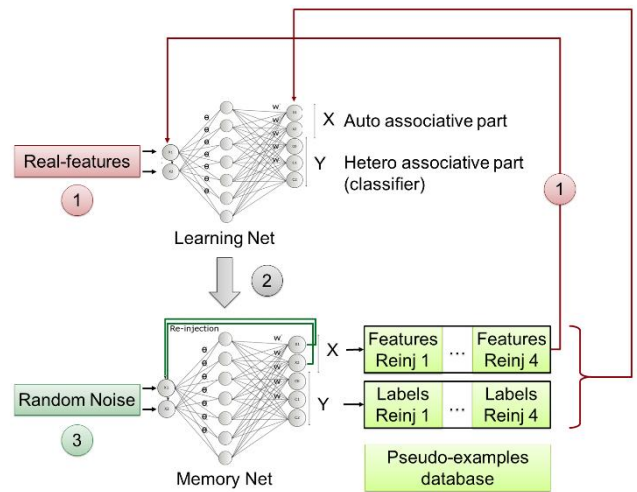 X Auto associative part
Real-features
Y Hetero associative part
(classifier)
1
1
Learning Net
2
Re-injection
X
Features
Reinj 1
...
Features
Reinj 4
Random Noise
Y
Labels
Reinj 1
...
Labels
Reinj 4
3
Memory Net
Pseudo-examples
database